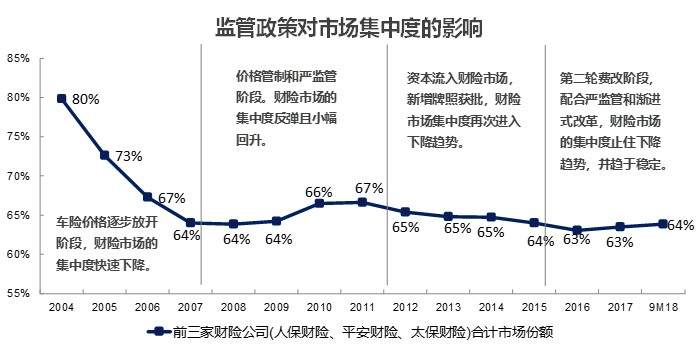 监管政策对市场集中度的影响
85%
80%
75%
70%
65%
60%
55%
80%
73%
67%
64%
64%
64%
66%
67%
65%
65%
65%
64%
63%
63%
64%
车险价格逐步放开
阶段，财险市场的
集中度快速下降。
价格管制和严监管
阶段。财险市场的
集中度反弹且小幅
回升。
资本流入财险市场，
新增牌照获批，财险
市场集中度再次进入
下降趋势。
第二轮费改阶段，
配合严监管和渐进
式改革，财险市场
的集中度止住下降
趋势，并趋于稳定。
2004 2005 2006 2007 2008 2009 2010 2011 2012 2013 2014 2015 2016 2017 9M18
前三家财险公司(人保财险、平安财险、太保财险)合计市场份额